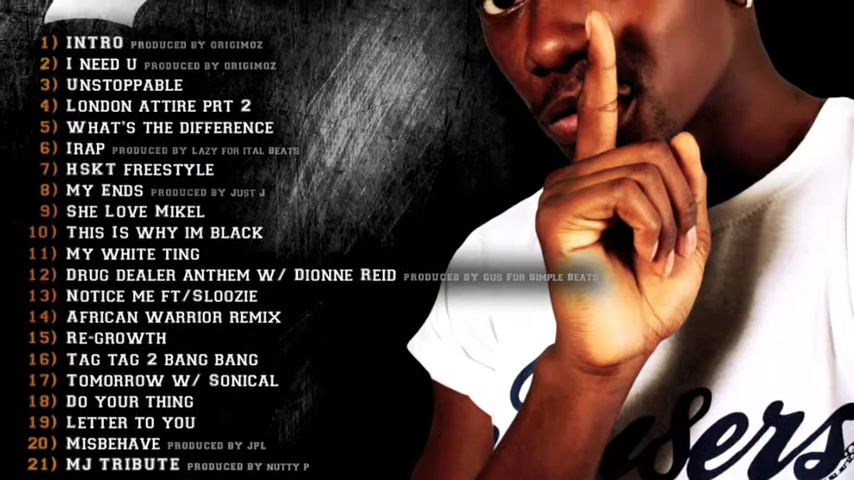 1) INTRO PRODUCED BY ORIGIMOZ
2) I NEED U PRODUCED BY ORIGIMOZ
3) UNSTOPPABLE
4) LONDON ATTIRE PRT 2
5) WHAT'S THE DIFFERENCE
6) IRAP PRODUCED BY LAZY FOR ITAL BEATS
7) HSKT FREESTYLE
8) MY ENDS PRODUCED BY JUST J
9) SHE LOVE MIKEL
10) THIS IS WHY IM BLACK
11) MY WHITE TING
12) DRUG DEALER ANTHEM W/ DIONNE REID PRODUCED BY GUS FOR SIMPLE BEATS
13) NOTICE ME FT/SLOOZIE
14) AFRICAN WARRIOR REMIX
15) RE-GROWTH
16) TAG TAG 2 BANG BANG
17) TOMORROW W/ SONICAL
18) DO YOUR THING
19) LETTER TO YOU
20) MISBEHAVE PRODUCED BY JPL
21) MJ TRIBUTE PRODUCED BY NUTTY P